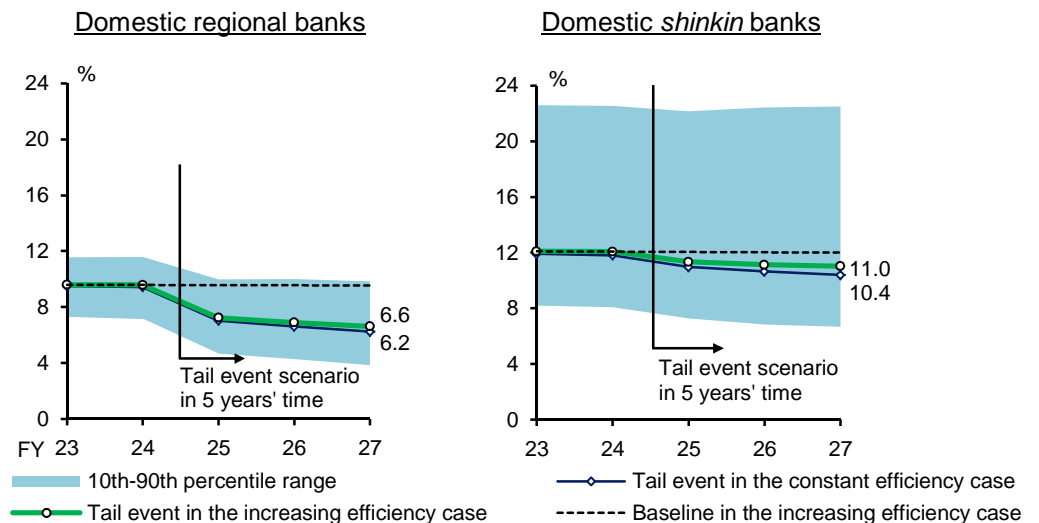 Domestic regional banks
%
24
20
16
12
8
4
0
6.6
6.2
Tail event scenario
in 5 years' time
FY 23 24 25 26 27
Domestic shinkin banks
%
24
20
16
12
8
4
0
11.0
10.4
Tail event scenario
in 5 years' time
23 24 25 26 27
10th-90th percentile range
Tail event in the constant efficiency case
Tail event in the increasing efficiency case
Baseline in the increasing efficiency case